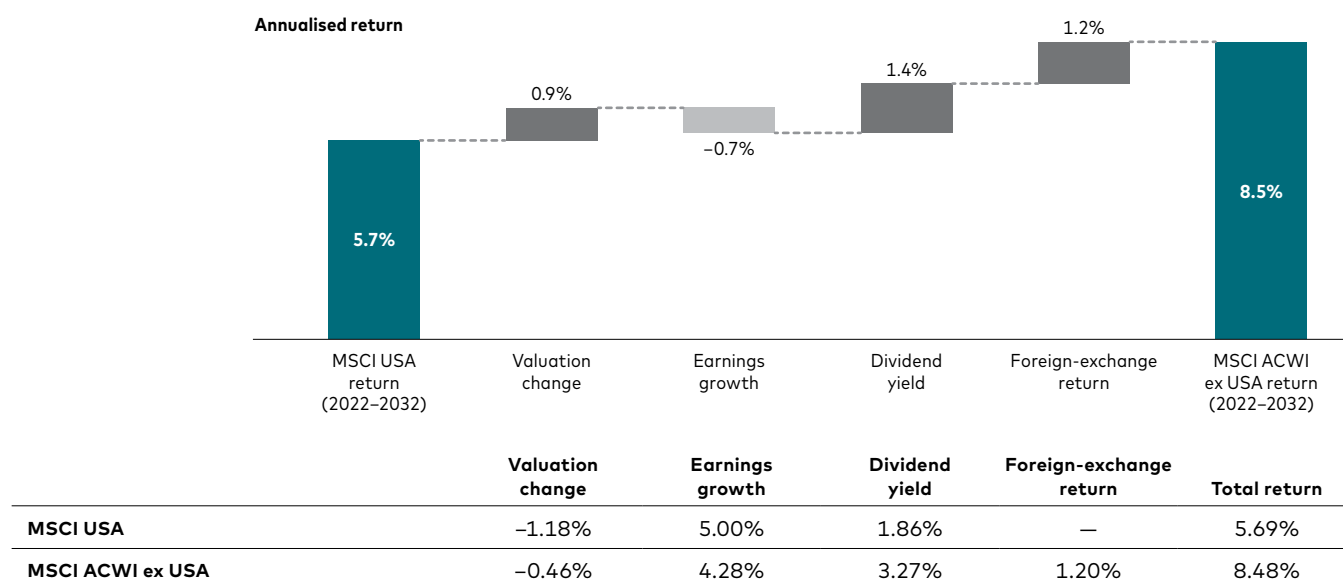 Annualised return
1.2%
1.4%
0.9%
−0.7%
8.5%
5.7%
MSCI USA
return
(2022–2032)
Valuation
change
Earnings
growth
Dividend
yield
Foreign-exchange
return
MSCI ACWI
ex USA return
(2022–2032)
Valuation change Earnings growth Dividend yield Foreign-exchange return Total return
MSCI USA −1.18% 5.00% 1.86% — 5.69%
MSCI ACWI ex USA −0.46% 4.28% 3.27% 1.20% 8.48%